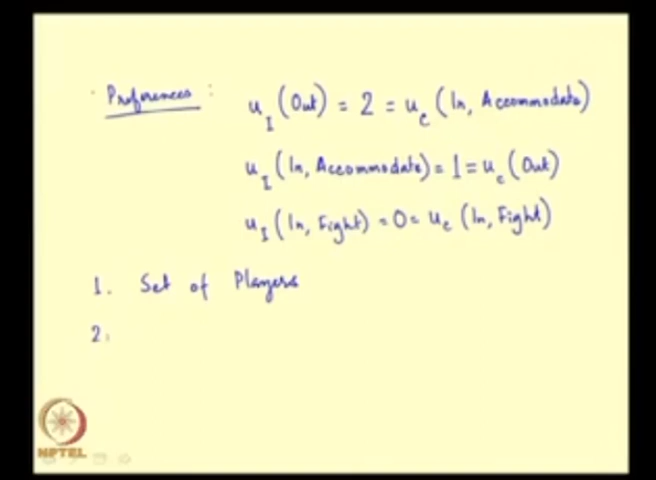 Preferences : u_I (Out) = 2 = u_c (In, Accommodate)
u_I (In, Accommodate) = 1 = u_c (Out)
u_I (In, Fight) = 0 = u_c (In, Fight)
1. Set of Players
2.
NPTEL